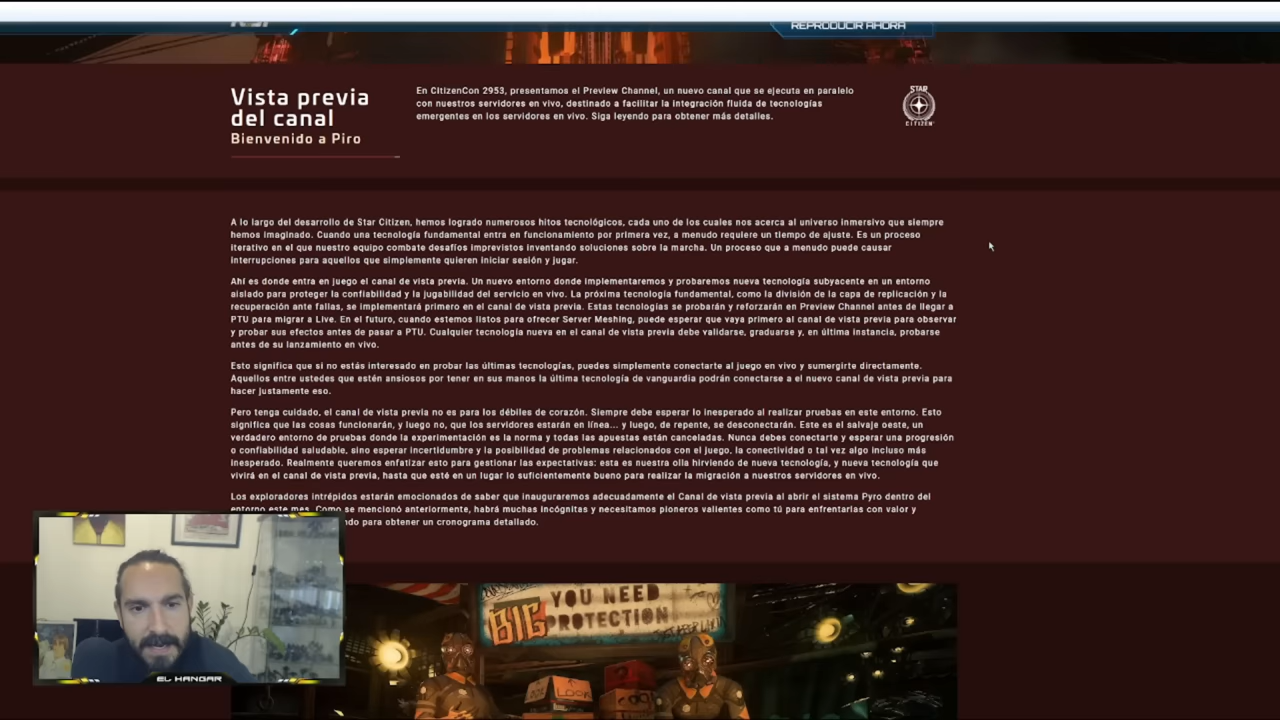 REPRODUCIR AHORA
Vista previa
del canal
Bienvenido a Piro
En CitizenCon 2953, presentamos el Preview Channel, un nuevo canal que se ejecuta en paralelo
con nuestros servidores en vivo, destinado a facilitar la integración fluida de tecnologías
emergentes en los servidores en vivo. Siga leyendo para obtener más detalles.
STAR
CITIZEN
A lo largo del desarrollo de Star Citizen, hemos logrado numerosos hitos tecnológicos, cada uno de los cuales nos acerca al universo inmersivo que siempre
hemos imaginado. Cuando una tecnología fundamental entra en funcionamiento por primera vez, a menudo requiere un tiempo de ajuste. Es un proceso
iterativo en el que nuestro equipo combate desafíos imprevistos inventando soluciones sobre la marcha. Un proceso que a menudo puede causar
interrupciones para aquellos que simplemente quieren iniciar sesión y jugar.
Ahí es donde entra en juego el canal de vista previa. Un nuevo entorno donde implementaremos y probaremos nueva tecnología subyacente en un entorno
aislado para proteger la confiabilidad y la jugabilidad del servicio en vivo. La próxima tecnología fundamental, como la división de la capa de replicación y la
recuperación ante fallas, se implementará primero en el canal de vista previa. Estas tecnologías se probarán y reforzarán en Preview Channel antes de llegar a
PTU para migrar a Live. En el futuro, cuando estemos listos para ofrecer Server Meshing, puede esperar que vaya primero al canal de vista previa para observar
y probar sus efectos antes de pasar a PTU. Cualquier tecnología nueva en el canal de vista previa debe validarse, graduarse y, en última instancia, probarse
antes de su lanzamiento en vivo.
Esto significa que si no estás interesado en probar las últimas tecnologías, puedes simplemente conectarte al juego en vivo y sumergirte directamente.
Aquellos entre ustedes que estén ansiosos por tener en sus manos la última tecnología de vanguardia podrán conectarse a el nuevo canal de vista previa para
hacer justamente eso.
Pero tenga cuidado, el canal de vista previa no es para los débiles de corazón. Siempre debe esperar lo inesperado al realizar pruebas en este entorno. Esto
significa que las cosas funcionarán, y luego no, que los servidores estarán en línea... y luego, de repente, se desconectarán. Este es el salvaje oeste, un
verdadero entorno de pruebas donde la experimentación es la norma y todas las apuestas están canceladas. Nunca debes conectarte y esperar una progresión
o confiabilidad saludable, sino esperar incertidumbre y la posibilidad de problemas relacionados con el juego, la conectividad o tal vez algo incluso más
inesperado. Realmente queremos enfatizar esto para gestionar las expectativas: esta es nuestra olla hirviendo de nueva tecnología, y nueva tecnología que
vivirá en el canal de vista previa, hasta que esté en un lugar lo suficientemente bueno para realizar la migración a nuestros servidores en vivo.
Los exploradores intrépidos estarán emocionados de saber que inauguraremos adecuadamente el Canal de vista previa al abrir el sistema Pyro dentro del
entorno este mes. Como se mencionó anteriormente, habrá muchas incógnitas y necesitamos pioneros valientes como tú para enfrentarlas con valor y
para obtener un cronograma detallado.
YOU NEED
BIG PROTECTION
LOOK
EL HANGAR